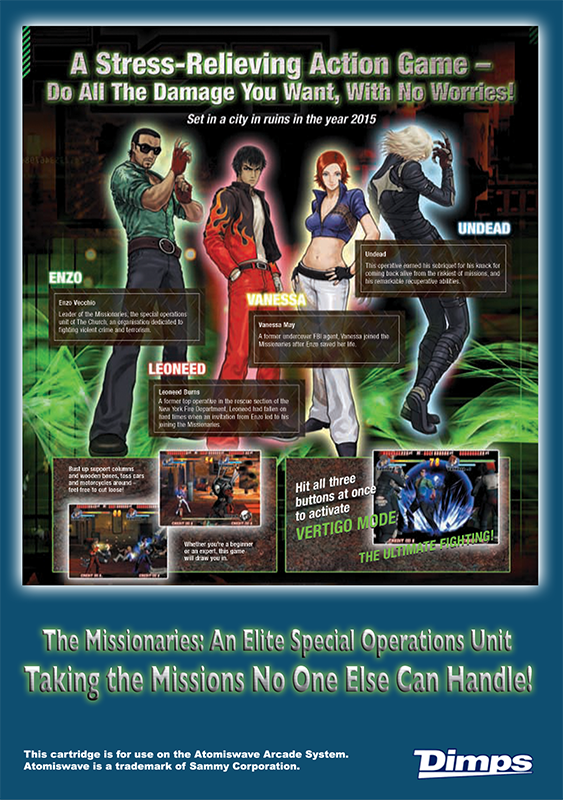 A Stress-Relieving Action Game –
Do All The Damage You Want, With No Worries!
Set in a city in ruins in the year 2015
UNDEAD
Undead
This operative earned his sobriquet for his knack for
coming back alive from the riskiest of missions, and
his remarkable recuperative abilities.
ENZO
Enzo Vecchio
Leader of the Missionaries, the special operations
unit of The Church, an organisation dedicated to
fighting violent crime and terrorism.
VANESSA
Vanessa May
A former undercover FBI agent, Vanessa joined the
Missionaries after Enzo saved her life.
LEONEED
Leoneed Burns
A former top operative in the rescue section of the
New York Fire Department, Leoneed had fallen on
hard times when an invitation from Enzo led to his
joining the Missionaries.
Bust up support columns
and wooden boxes, toss cars
and motorcycles around –
feel free to cut loose!
Whether you're a beginner
or an expert, this game
will draw you in.
Hit all three
buttons at once
to activate
VERTIGO MODE
THE ULTIMATE FIGHTING!
The Missionaries: An Elite Special Operations Unit
Taking the Missions No One Else Can Handle!
This cartridge is for use on the Atomiswave Arcade System.
Atomiswave is a trademark of Sammy Corporation.
Dimps